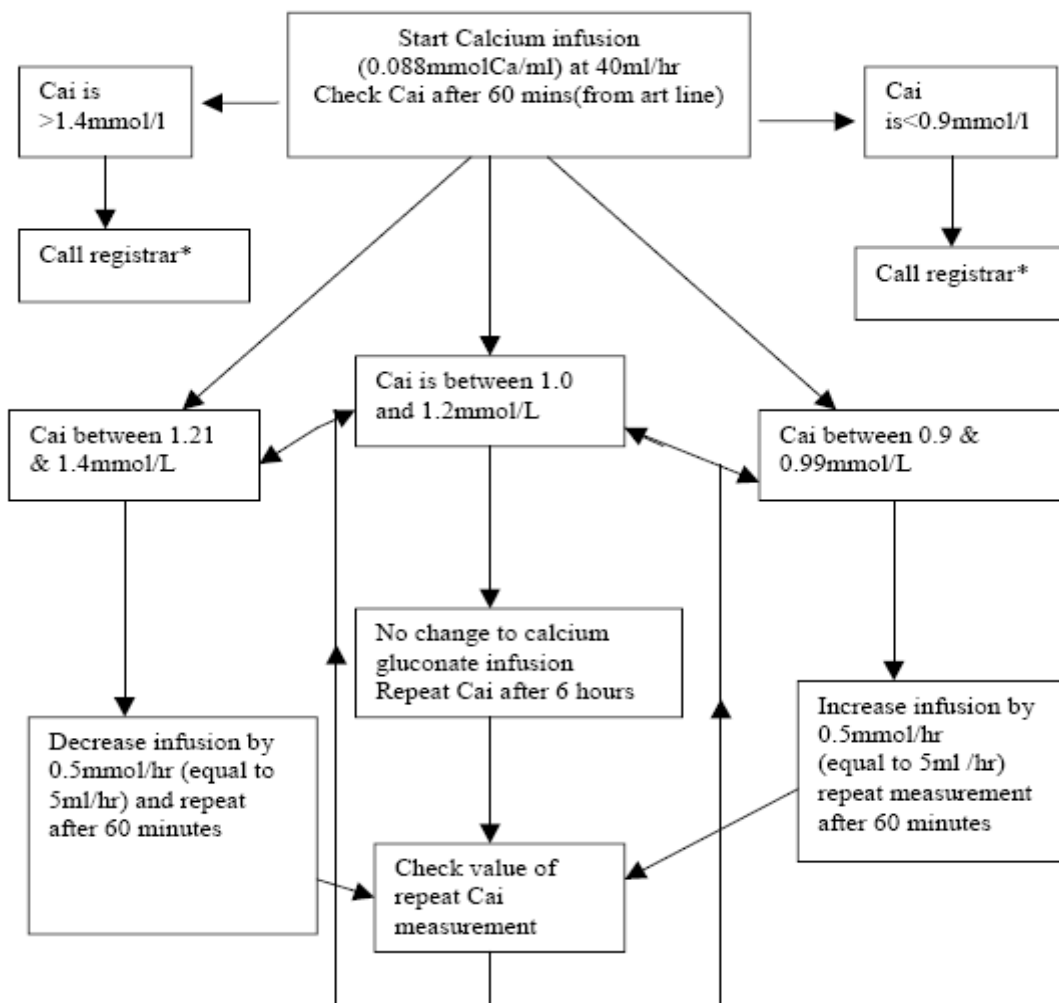 Start Calcium infusion
(0.088mmolCa/ml) at 40ml/hr
Check Cai after 60 mins(from art line)
Cai is
>1.4mmol/l
Cai
is<0.9mmol/l
Call registrar*
Call registrar*
Cai is between 1.0
and 1.2mmol/L
Cai between 1.21
& 1.4mmol/L
Cai between 0.9 &
0.99mmol/L
No change to calcium
gluconate infusion
Repeat Cai after 6 hours
Decrease infusion by
0.5mmol/hr (equal to
5ml/hr) and repeat
after 60 minutes
Increase infusion by
0.5mmol/hr
(equal to 5ml /hr)
repeat measurement
after 60 minutes
Check value of
repeat Cai
measurement